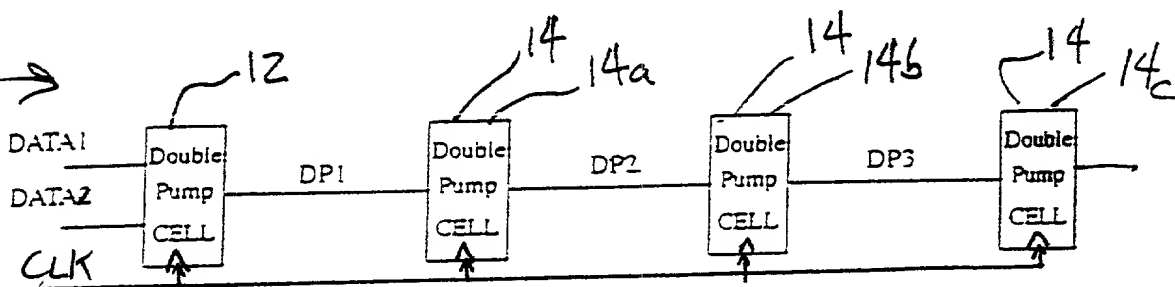 12
14
14a
14
14b
14
14c
DATA1
DATA2
CLK
Double
Pump
CELL
DP1
Double
Pump
CELL
DP2
Double
Pump
CELL
DP3
Double
Pump
CELL